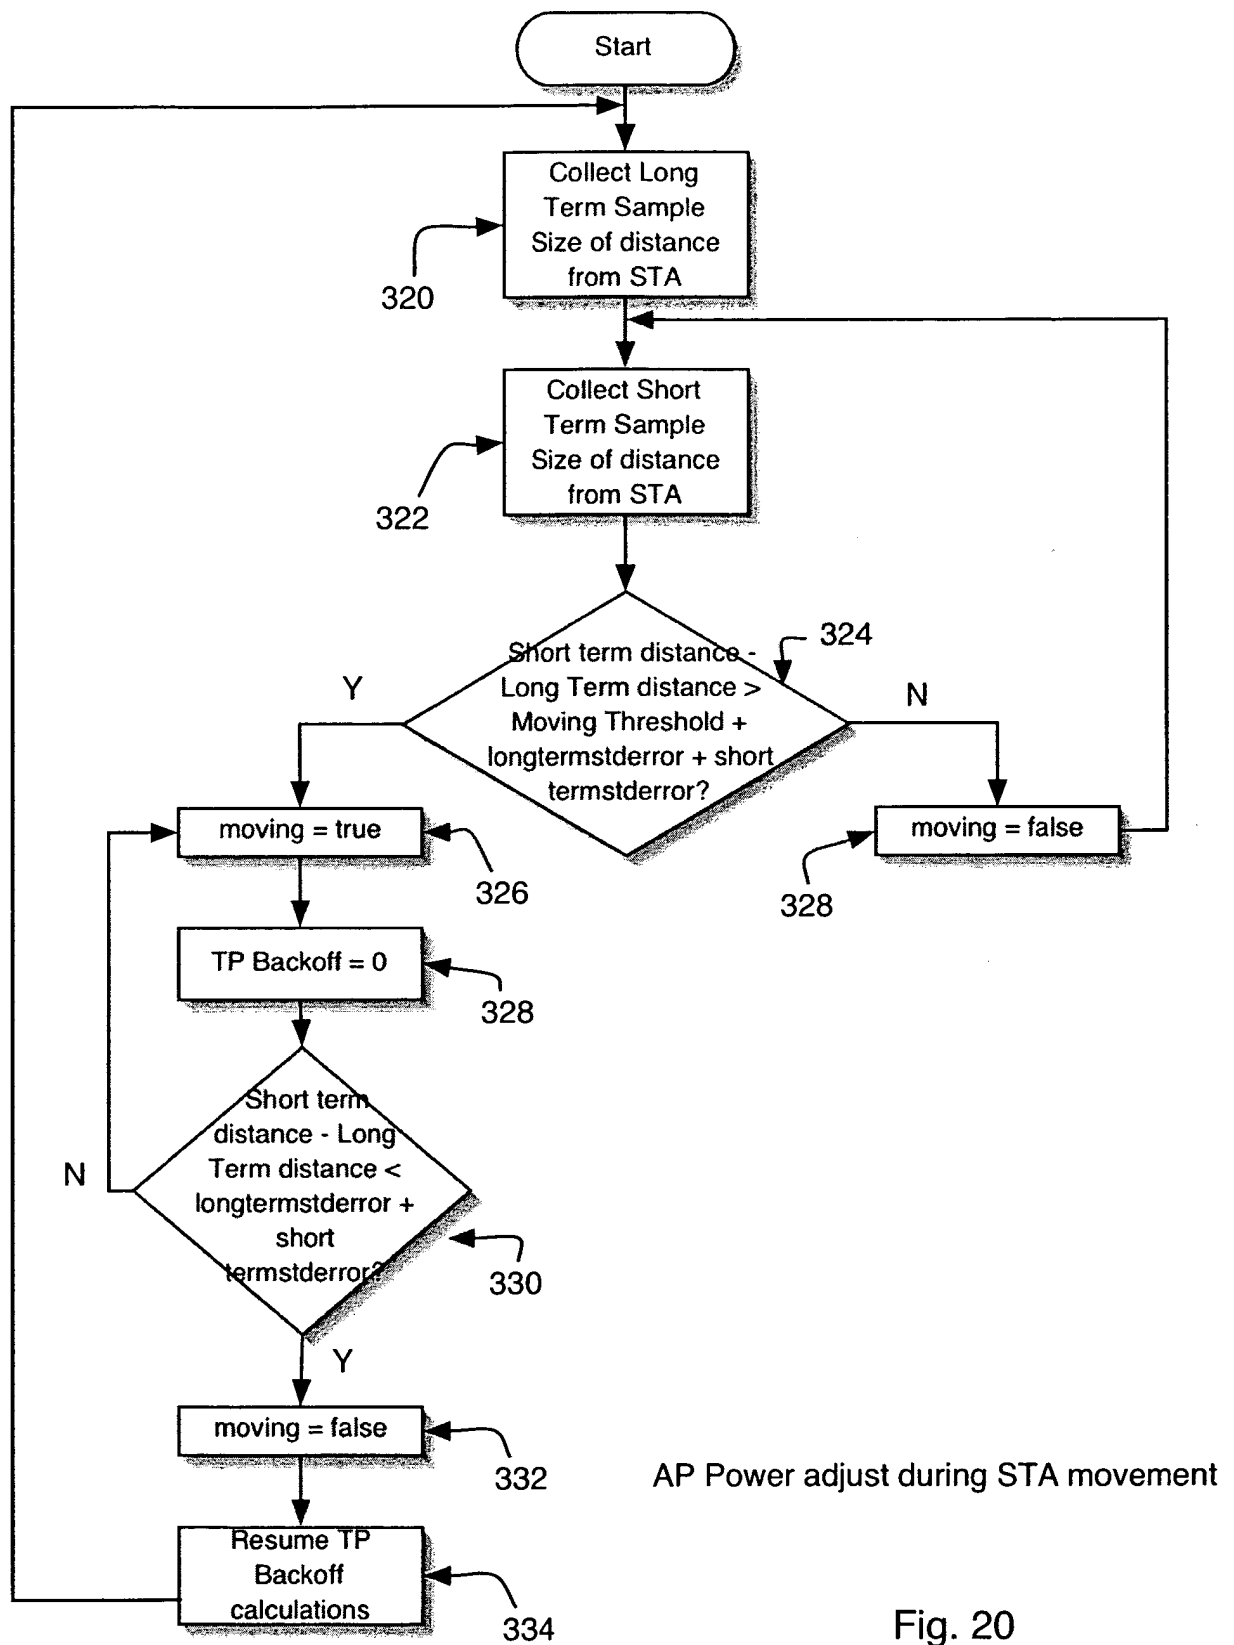 Start
Collect Long
Term Sample
Size of distance
from STA
320
Collect Short
Term Sample
Size of distance
from STA
322
Short term distance -
Long Term distance >
Moving Threshold +
longtermstderror + short
termstderror?
324
Y
N
moving = true
326
moving = false
328
TP Backoff = 0
328
Short term
distance - Long
Term distance <
longtermstderror +
short
termstderror?
N
330
Y
moving = false
332
AP Power adjust during STA movement
Resume TP
Backoff
calculations
334
Fig. 20